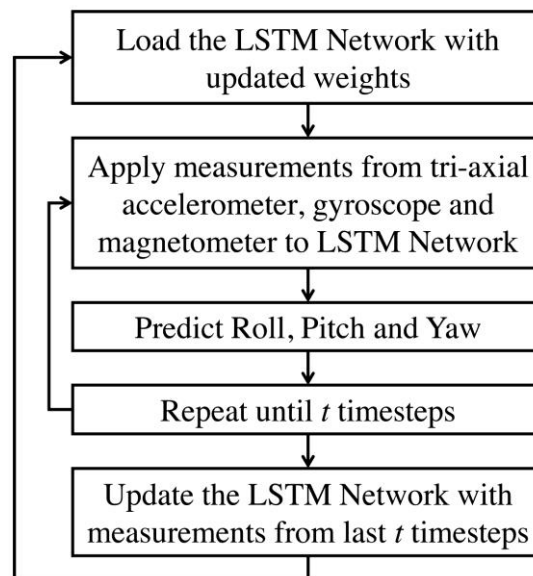 Load the LSTM Network with
updated weights
Apply measurements from tri-axial
accelerometer, gyroscope and
magnetometer to LSTM Network
Predict Roll, Pitch and Yaw
Repeat until t timesteps
Update the LSTM Network with
measurements from last t timesteps